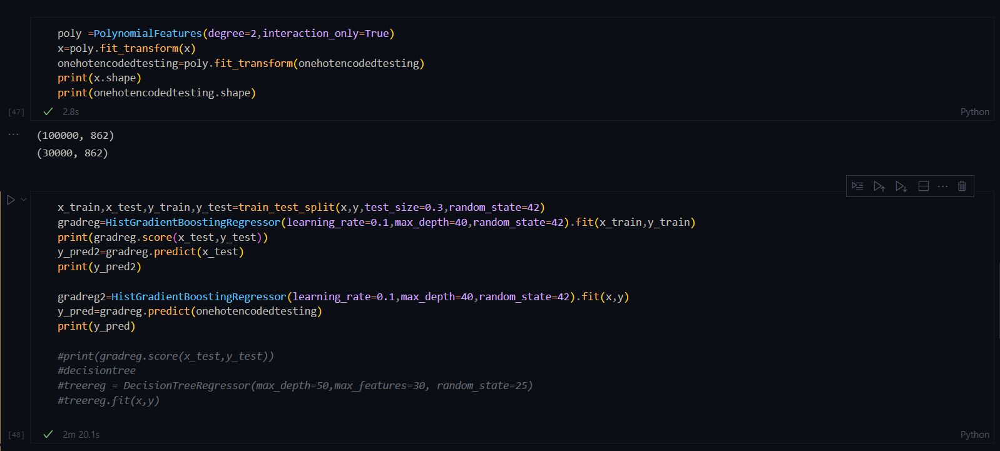 poly =PolynomialFeatures(degree=2,interaction_only=True)
x=poly.fit_transform(x)
onehotencodedtesting=poly.fit_transform(onehotencodedtesting)
print(x.shape)
print(onehotencodedtesting.shape)
[47] 2.8s Python
... (100000, 862)
(30000, 862)
x_train,x_test,y_train,y_test=train_test_split(x,y,test_size=0.3,random_state=42)
gradreg=HistGradientBoostingRegressor(learning_rate=0.1,max_depth=40,random_state=42).fit(x_train,y_train)
print(gradreg.score(x_test,y_test))
y_pred2=gradreg.predict(x_test)
print(y_pred2)
gradreg2=HistGradientBoostingRegressor(learning_rate=0.1,max_depth=40,random_state=42).fit(x,y)
y_pred=gradreg.predict(onehotencodedtesting)
print(y_pred)
#print(gradreg.score(x_test,y_test))
#decisiontree
#treereg = DecisionTreeRegressor(max_depth=50,max_features=30, random_state=25)
#treereg.fit(x,y)
[48] 2m 20.1s Python